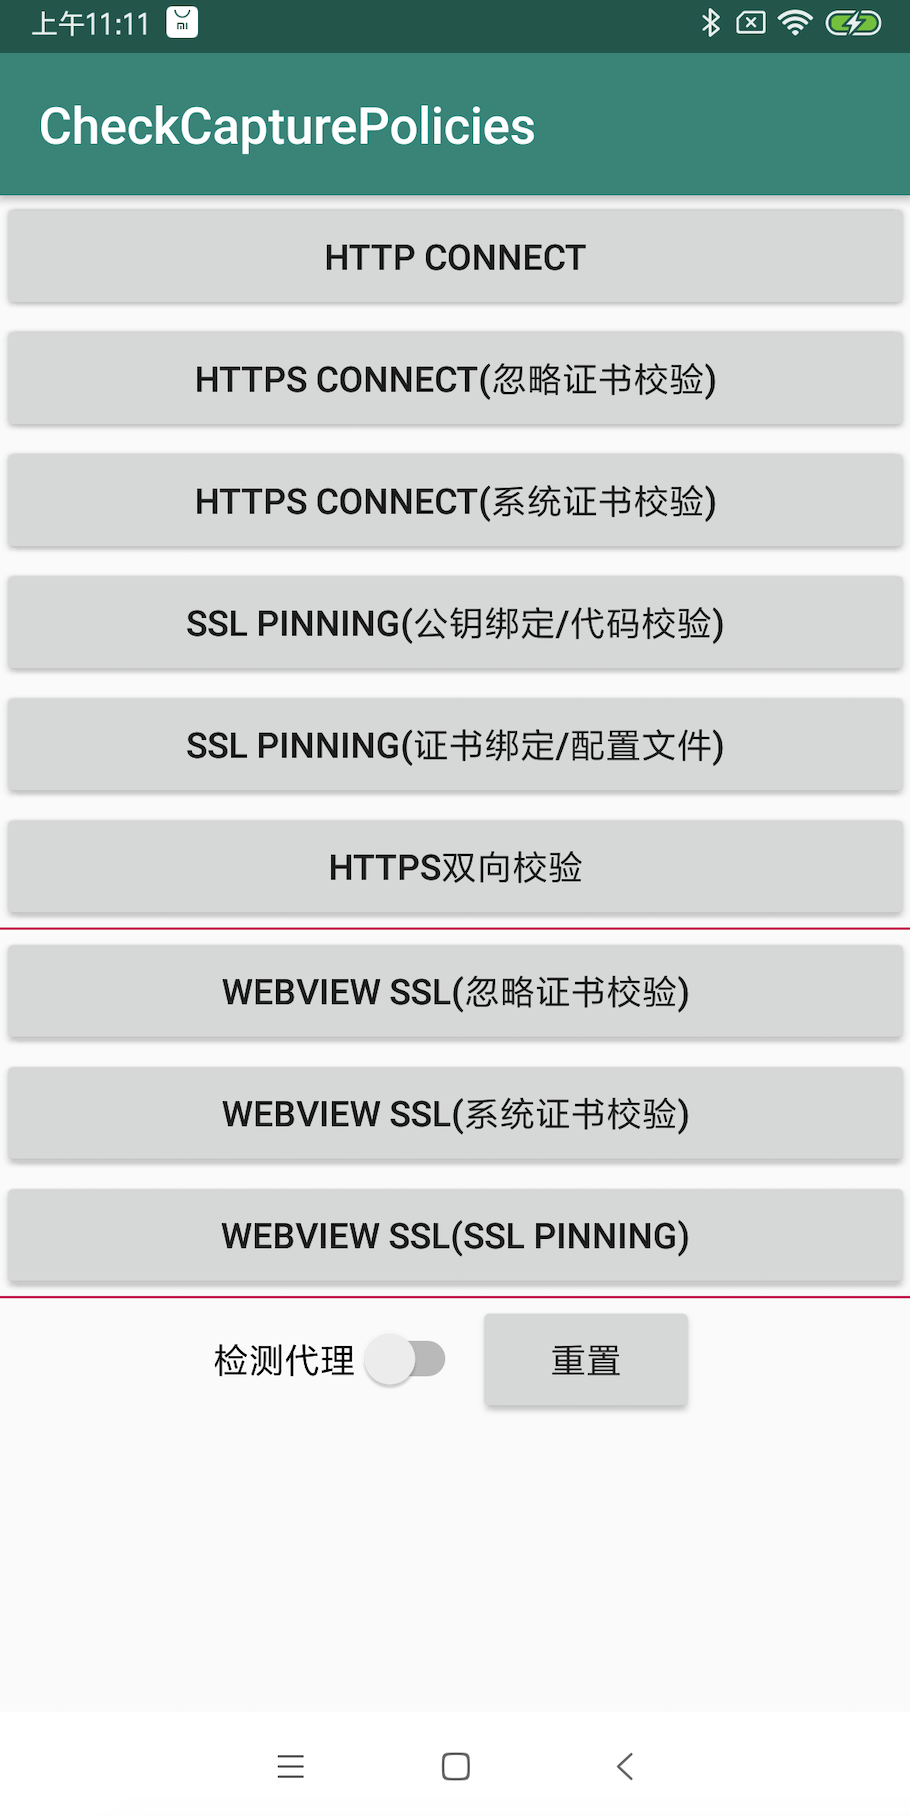 上午11:11
CheckCapturePolicies
HTTP CONNECT
HTTPS CONNECT(忽略证书校验)
HTTPS CONNECT(系统证书校验)
SSL PINNING(公钥绑定/代码校验)
SSL PINNING(证书绑定/配置文件)
HTTPS双向校验
WEBVIEW SSL(忽略证书校验)
WEBVIEW SSL(系统证书校验)
WEBVIEW SSL(SSL PINNING)
检测代理 重置